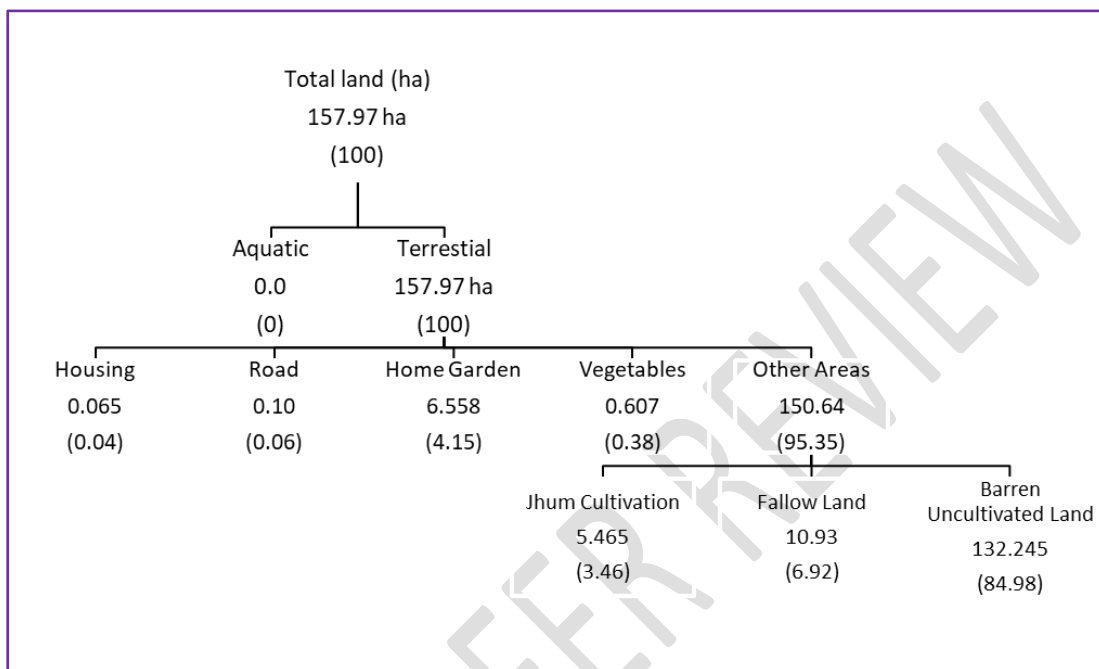 Total land (ha)
157.97 ha
(100)
Aquatic
Terrestial
0.0
157.97 ha
(0)
(100)
Housing
Road
Home Garden
Vegetables
Other Areas
0.065
0.10
6.558
0.607
150.64
(0.04)
(0.06)
(4.15)
(0.38)
(95.35)
Jhum Cultivation
Fallow Land
Barren
Uncultivated Land
5.465
10.93
132.245
(3.46)
(6.92)
(84.98)
ER REVIEW